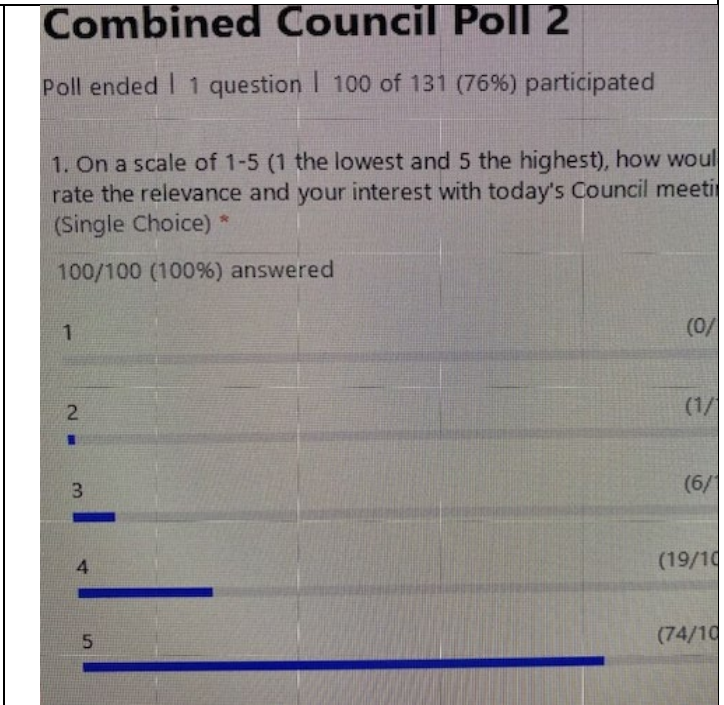 Combined Council Poll 2
Poll ended | 1 question | 100 of 131 (76%) participated
1. On a scale of 1-5 (1 the lowest and 5 the highest), how woul
rate the relevance and your interest with today's Council meeti
(Single Choice) *
100/100 (100%) answered
1 (0/
2 (1/
3 (6/
4 (19/10
5 (74/10